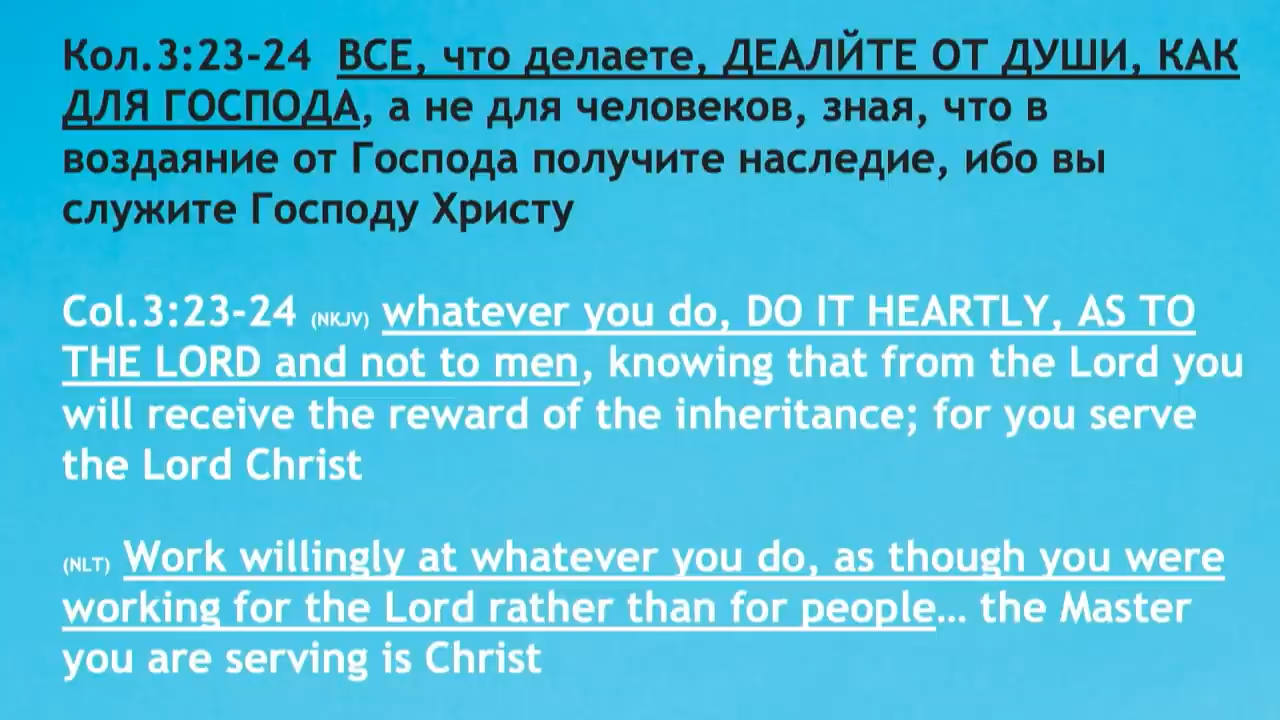 Кол.3:23-24 ВСЕ, что делаете, ДЕАЛЙТЕ ОТ ДУШИ, КАК
ДЛЯ ГОСПОДА, а не для человеков, зная, что в
воздаяние от Господа получите наследие, ибо вы
служите Господу Христу
Col.3:23-24 (NKJV) whatever you do, DO IT HEARTLY, AS TO
THE LORD and not to men, knowing that from the Lord you
will receive the reward of the inheritance; for you serve
the Lord Christ
(NLT) Work willingly at whatever you do, as though you were
working for the Lord rather than for people… the Master
you are serving is Christ